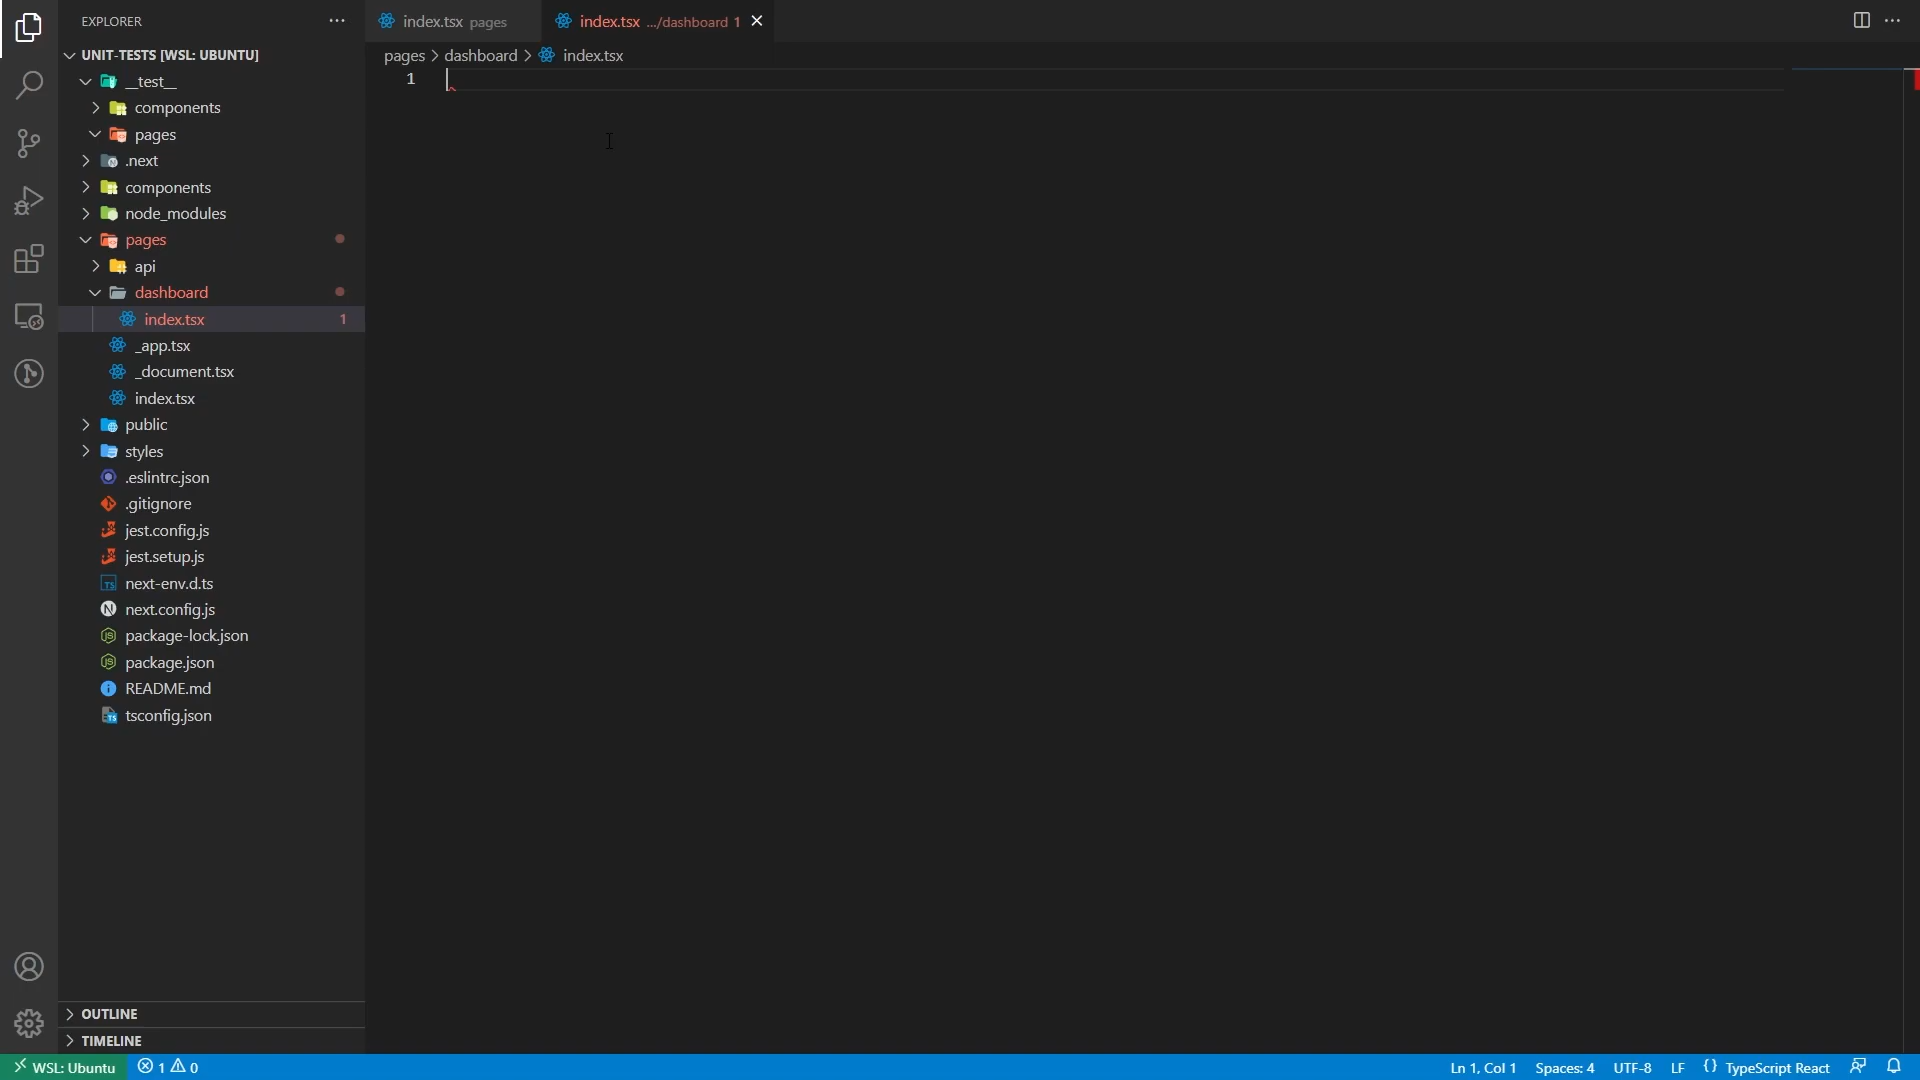 EXPLORER
index.tsx pages
index.tsx .../dashboard 1
UNIT-TESTS [WSL: UBUNTU]
pages > dashboard > index.tsx
1
__test__
components
pages
.next
components
node_modules
pages
api
dashboard
index.tsx 1
_app.tsx
_document.tsx
index.tsx
public
styles
.eslintrc.json
.gitignore
jest.config.js
jest.setup.js
TS next-env.d.ts
N next.config.js
JS package-lock.json
JS package.json
README.md
TS tsconfig.json
OUTLINE
TIMELINE
WSL: Ubuntu 1 0 Ln 1, Col 1 Spaces: 4 UTF-8 LF {} TypeScript React